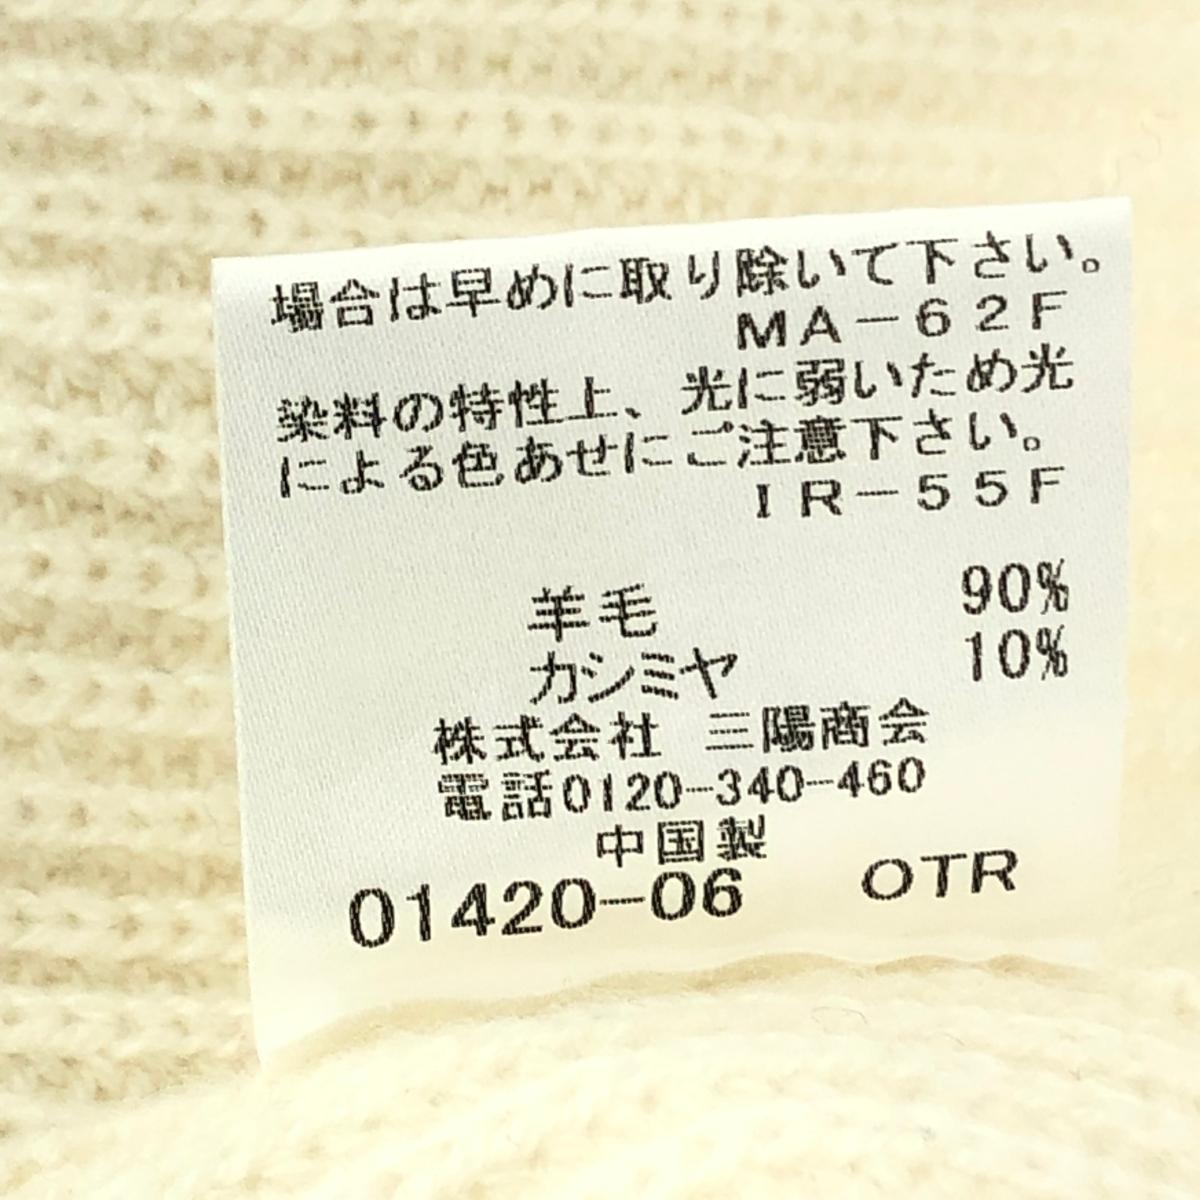 場合は早めに取り除いて下さい。
MA－62F
染料の特性上、光に弱いため光
による色あせにご注意下さい。
IR－55F
羊毛 90%
カシミヤ 10%
株式会社 三陽商会
電話0120-340-460
中国製
01420-06 OTR